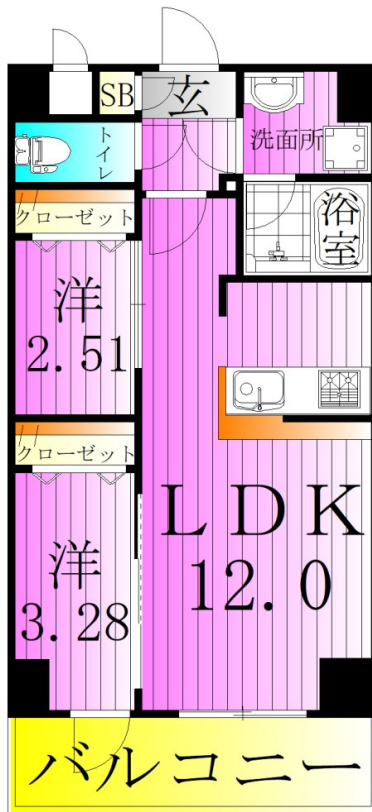 SB
玄
洗面所
トイレ
クローゼット
浴室
洋
2.51
クローゼット
LDK
12.0
洋
3.28
バルコニー